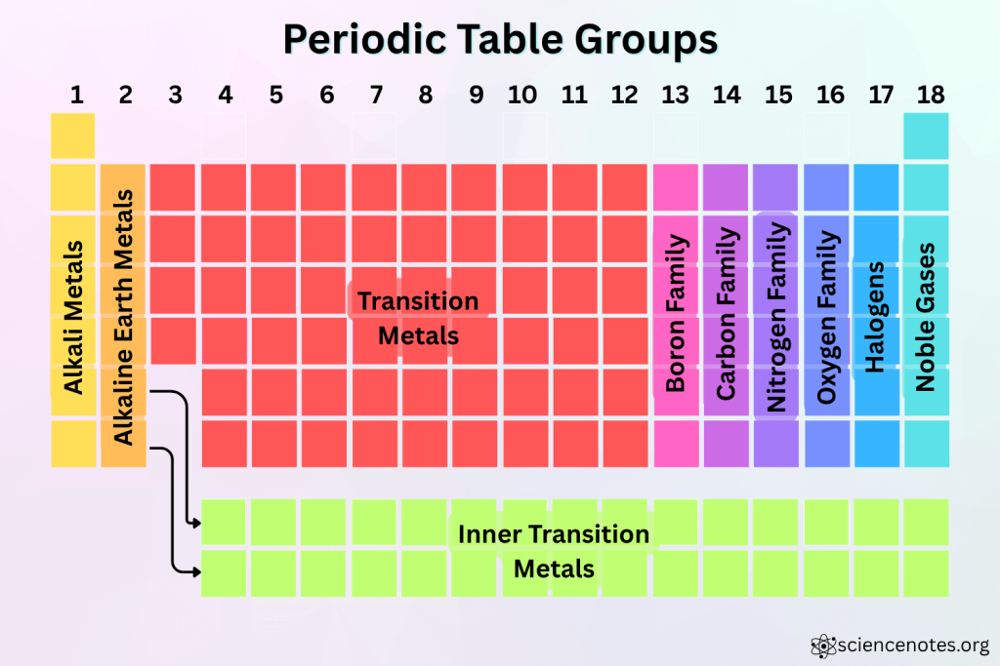 Periodic Table Groups
1 2 3 4 5 6 7 8 9 10 11 12 13 14 15 16 17 18
Alkali Metals
Alkaline Earth Metals
Transition
Metals
Boron Family
Carbon Family
Nitrogen Family
Oxygen Family
Halogens
Noble Gases
Inner Transition
Metals
sciencenotes.org